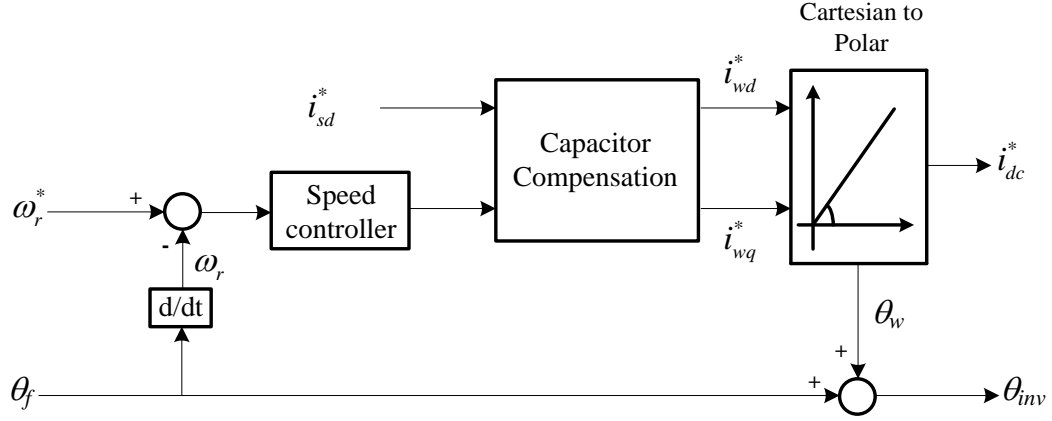 Cartesian to
Polar
i*sd
Capacitor
Compensation
i*wd
i*wq
i*dc
ω*r
+
-
Speed
controller
ωr
d/dt
θw
+
θf
+
θinv